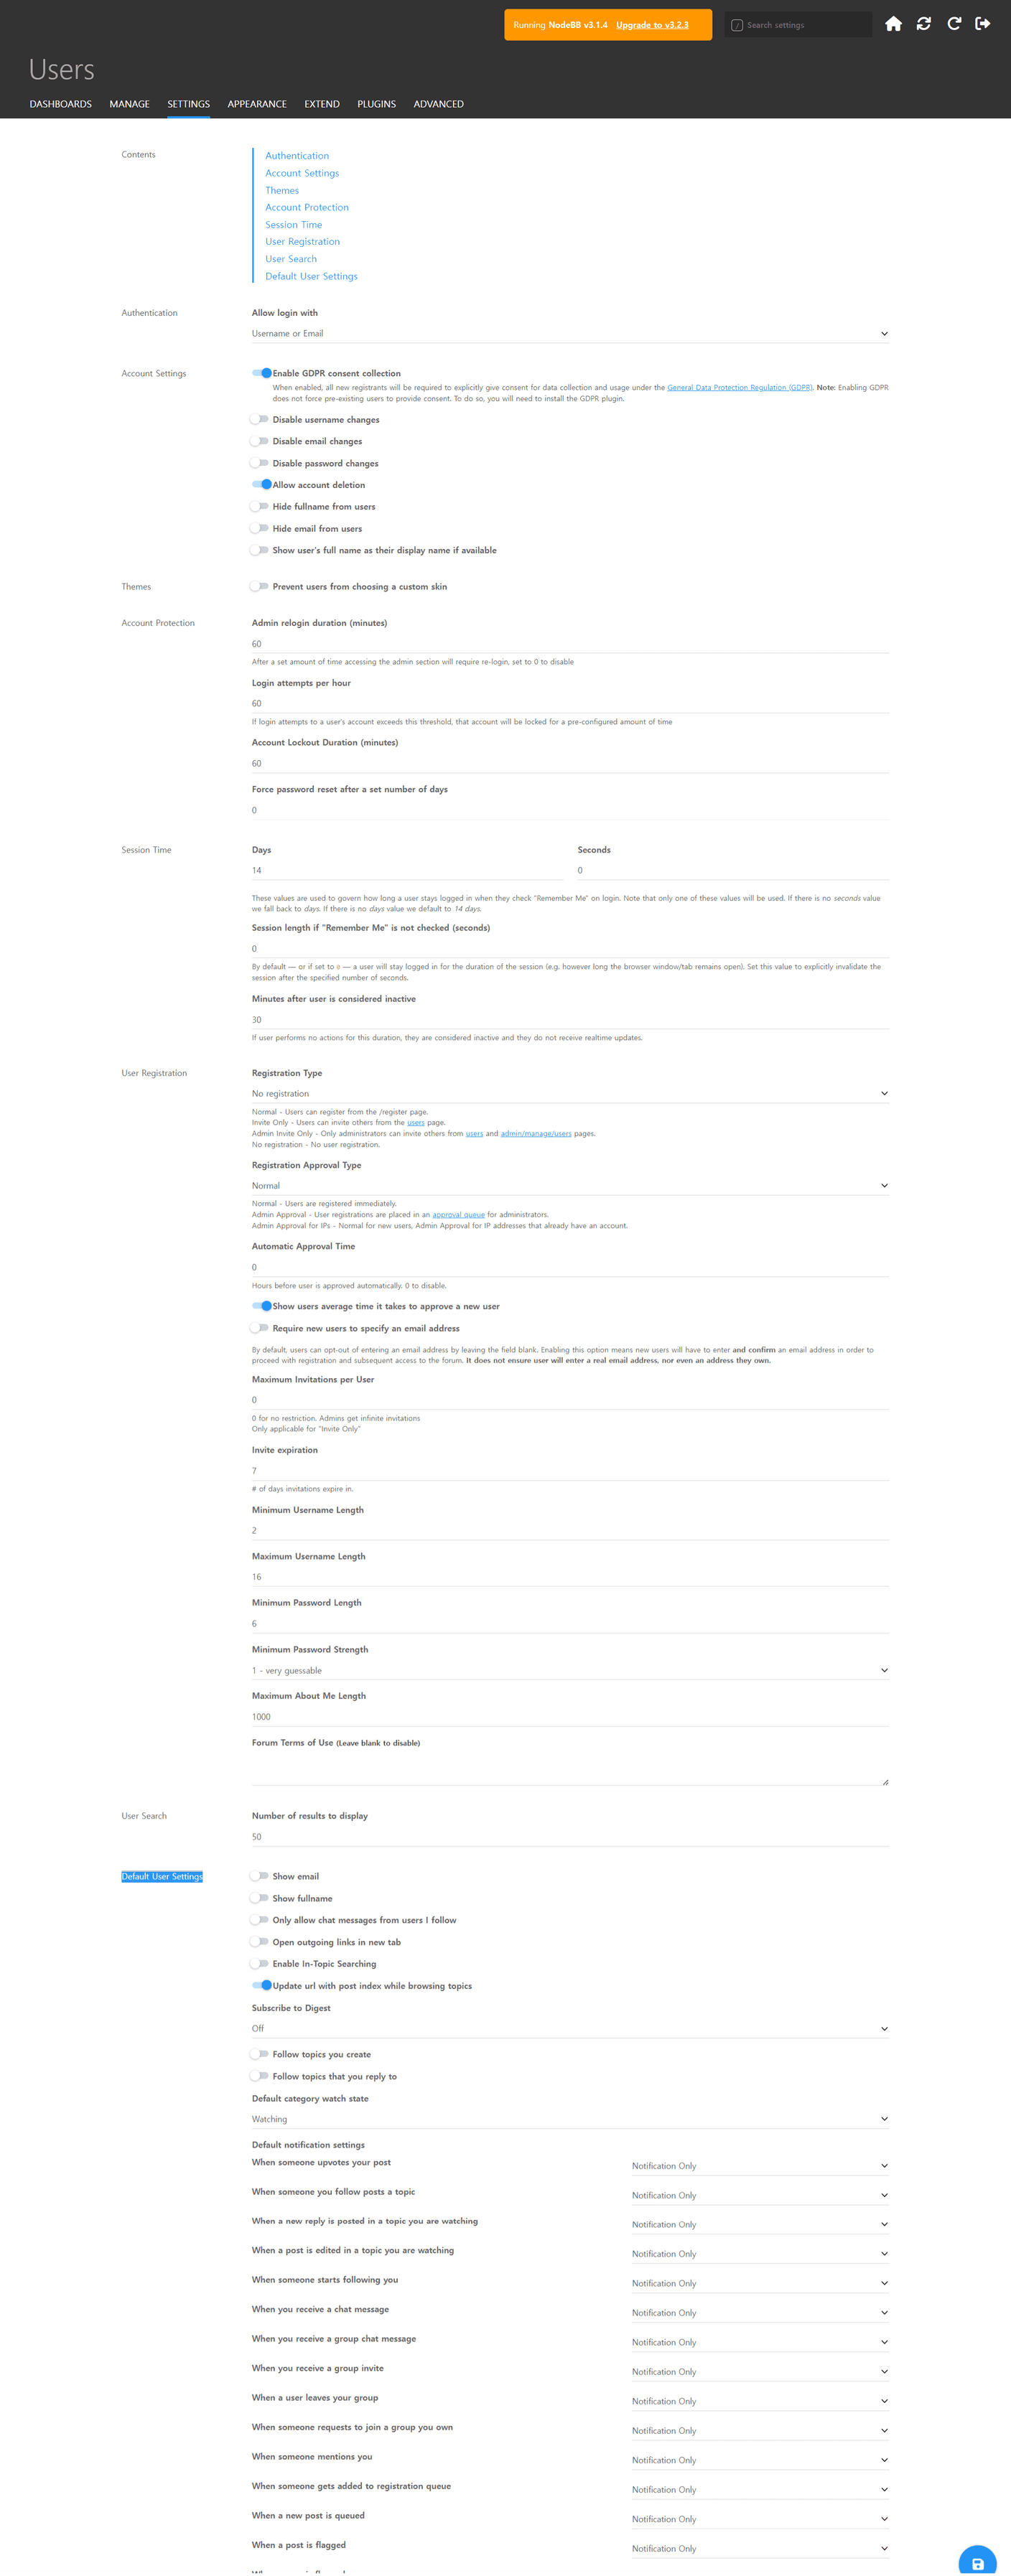 Running NodeBB v3.1.4 Upgrade to v3.2.3
/ Search settings
Users
DASHBOARDS MANAGE SETTINGS APPEARANCE EXTEND PLUGINS ADVANCED
Contents
Authentication
Account Settings
Themes
Account Protection
Session Time
User Registration
User Search
Default User Settings
Authentication
Allow login with
Username or Email
Account Settings
Enable GDPR consent collection
When enabled, all new registrants will be required to explicitly give consent for data collection and usage under the General Data Protection Regulation (GDPR). Note: Enabling GDPR
does not force pre-existing users to provide consent. To do so, you will need to install the GDPR plugin.
Disable username changes
Disable email changes
Disable password changes
Allow account deletion
Hide fullname from users
Hide email from users
Show user's full name as their display name if available
Themes
Prevent users from choosing a custom skin
Account Protection
Admin relogin duration (minutes)
60
After a set amount of time accessing the admin section will require re-login, set to 0 to disable
Login attempts per hour
60
If login attempts to a user's account exceeds this threshold, that account will be locked for a pre-configured amount of time
Account Lockout Duration (minutes)
60
Force password reset after a set number of days
0
Session Time
Days Seconds
14 0
These values are used to govern how long a user stays logged in when they check "Remember Me" on login. Note that only one of these values will be used. If there is no seconds value
we fall back to days. If there is no days value we default to 14 days.
Session length if "Remember Me" is not checked (seconds)
0
By default — or if set to 0 — a user will stay logged in for the duration of the session (e.g. however long the browser window/tab remains open). Set this value to explicitly invalidate the
session after the specified number of seconds.
Minutes after user is considered inactive
30
If user performs no actions for this duration, they are considered inactive and they do not receive realtime updates.
User Registration
Registration Type
No registration
Normal - Users can register from the /register page.
Invite Only - Users can invite others from the users page.
Admin Invite Only - Only administrators can invite others from users and admin/manage/users pages.
No registration - No user registration.
Registration Approval Type
Normal
Normal - Users are registered immediately.
Admin Approval - User registrations are placed in an approval queue for administrators.
Admin Approval for IPs - Normal for new users, Admin Approval for IP addresses that already have an account.
Automatic Approval Time
0
Hours before user is approved automatically. 0 to disable.
Show users average time it takes to approve a new user
Require new users to specify an email address
By default, users can opt-out of entering an email address by leaving the field blank. Enabling this option means new users will have to enter and confirm an email address in order to
proceed with registration and subsequent access to the forum. It does not ensure user will enter a real email address, nor even an address they own.
Maximum Invitations per User
0
0 for no restriction. Admins get infinite invitations
Only applicable for "Invite Only"
Invite expiration
7
# of days invitations expire in.
Minimum Username Length
2
Maximum Username Length
16
Minimum Password Length
6
Minimum Password Strength
1 - very guessable
Maximum About Me Length
1000
Forum Terms of Use (Leave blank to disable)
User Search
Number of results to display
50
Default User Settings
Show email
Show fullname
Only allow chat messages from users I follow
Open outgoing links in new tab
Enable In-Topic Searching
Update url with post index while browsing topics
Subscribe to Digest
Off
Follow topics you create
Follow topics that you reply to
Default category watch state
Watching
Default notification settings
When someone upvotes your post Notification Only
When someone you follow posts a topic Notification Only
When a new reply is posted in a topic you are watching Notification Only
When a post is edited in a topic you are watching Notification Only
When someone starts following you Notification Only
When you receive a chat message Notification Only
When you receive a group chat message Notification Only
When you receive a group invite Notification Only
When a user leaves your group Notification Only
When someone requests to join a group you own Notification Only
When someone mentions you Notification Only
When someone gets added to registration queue Notification Only
When a new post is queued Notification Only
When a post is flagged Notification Only